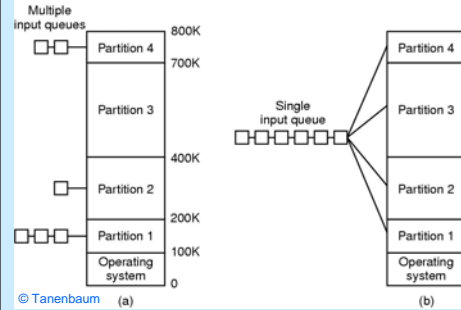 Multiple
input queues
800K
Partition 4
700K
Partition 3
400K
Partition 2
200K
Partition 1
100K
Operating
system
0
(a)
Single
input queue
Partition 4
Partition 3
Partition 2
Partition 1
Operating
system
(b)
© Tanenbaum